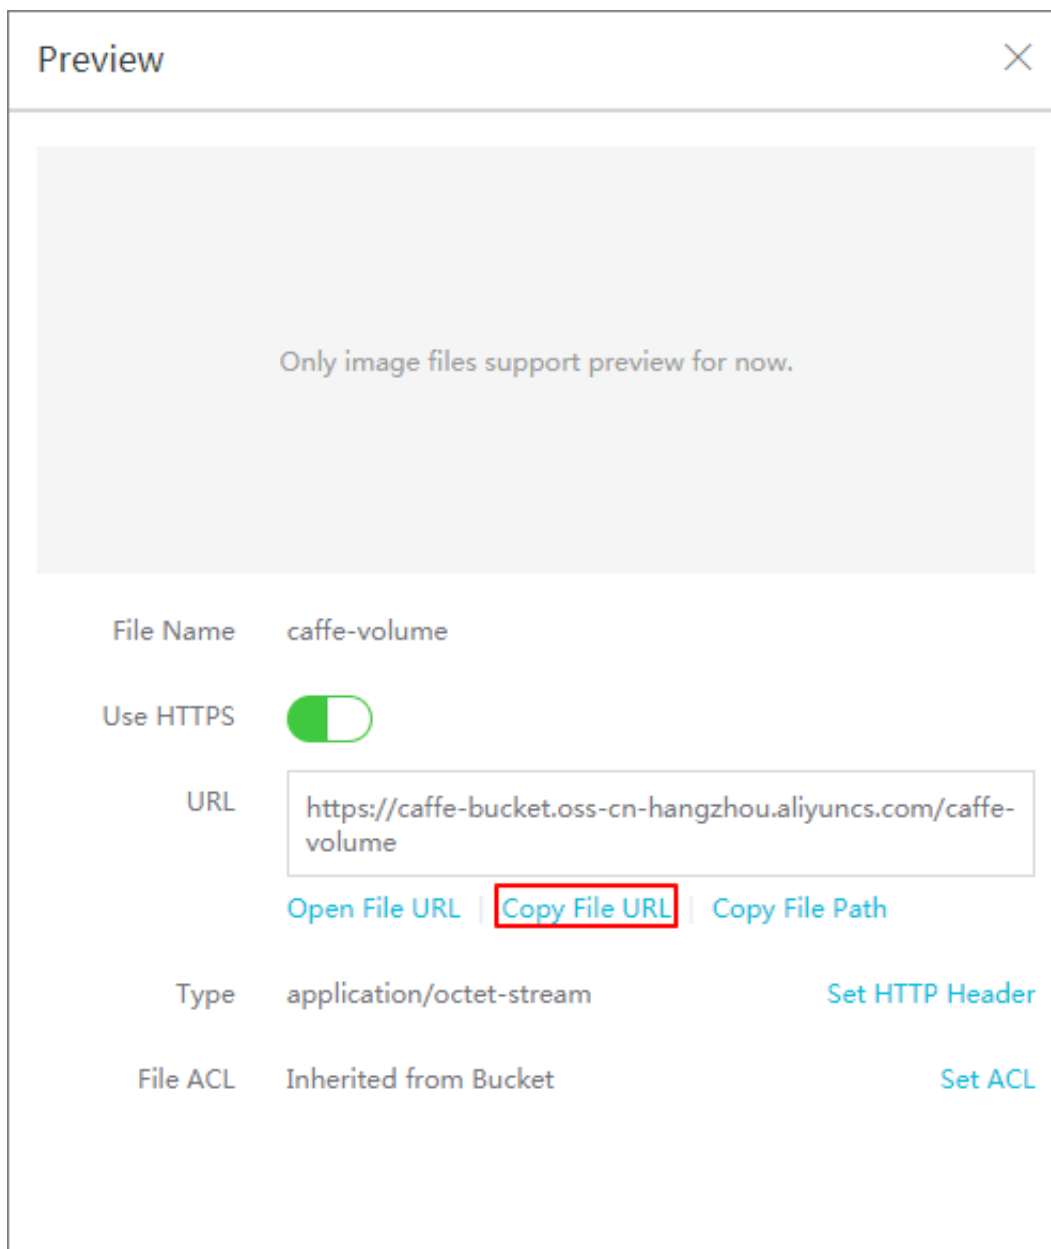 Preview
Only image files support preview for now.
File Name caffe-volume
Use HTTPS
URL https://caffe-bucket.oss-cn-hangzhou.aliyuncs.com/caffe-
volume
Open File URL Copy File URL Copy File Path
Type application/octet-stream Set HTTP Header
File ACL Inherited from Bucket Set ACL